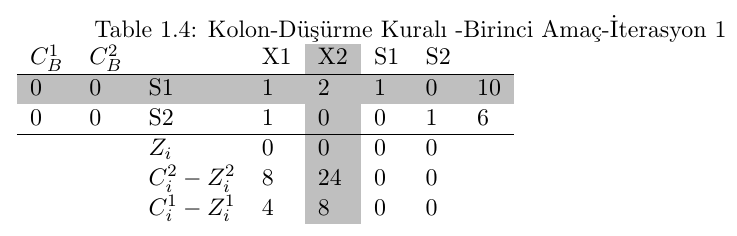 Table 1.4: Kolon-Düşürme Kuralı -Birinci Amaç-İterasyon 1
C_B^1 C_B^2 X1 X2 S1 S2
0 0 S1 1 2 1 0 10
0 0 S2 1 0 0 1 6
Z_i 0 0 0 0
C_i^2 − Z_i^2 8 24 0 0
C_i^1 − Z_i^1 4 8 0 0